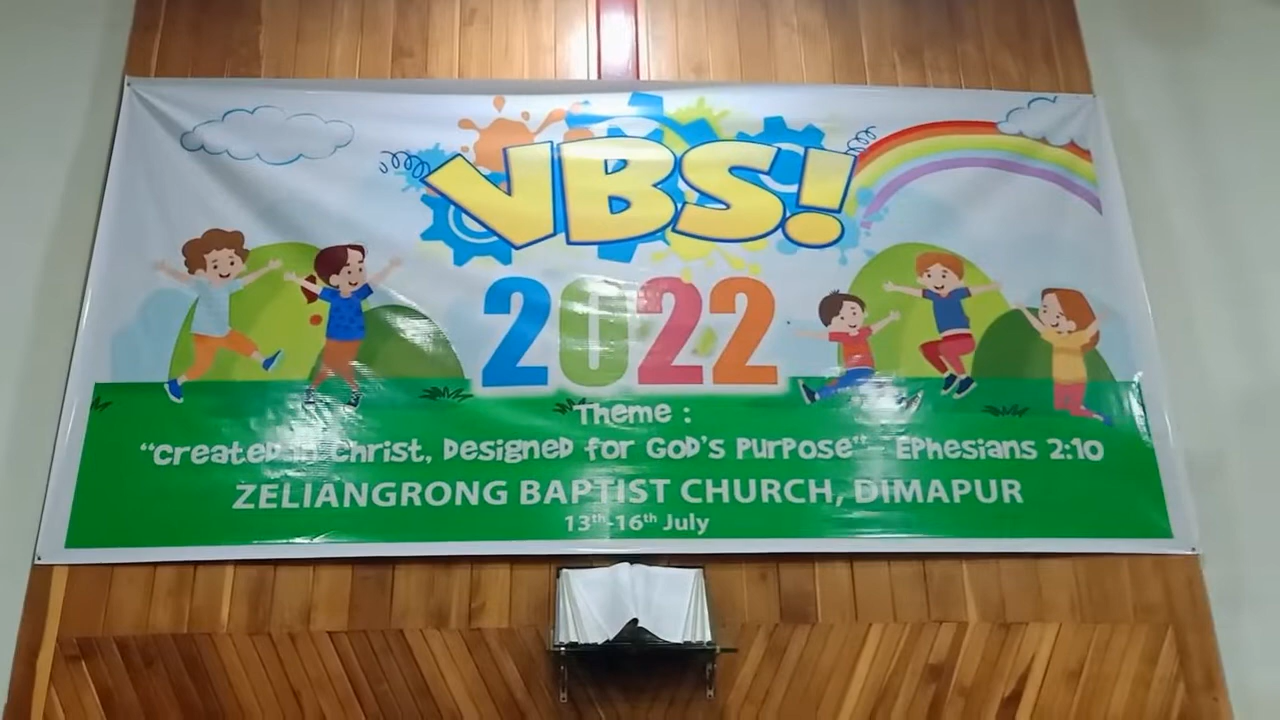 VBS!
2022
Theme :
“Created in Christ, Designed for God's Purpose” - Ephesians 2:10
ZELIANGRONG BAPTIST CHURCH, DIMAPUR
13th-16th July